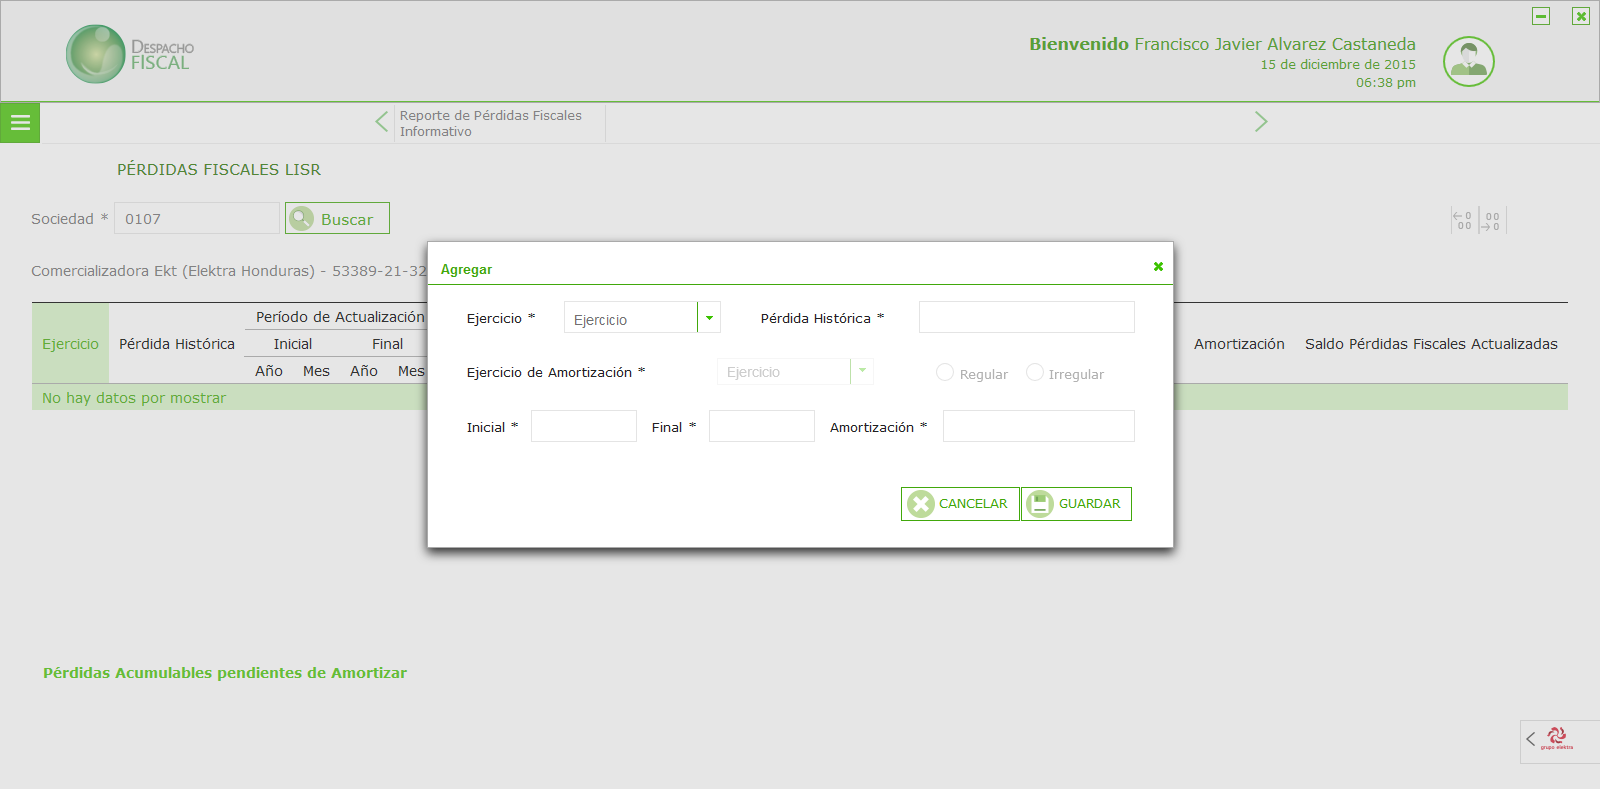 DESPACHO
FISCAL
Bienvenido Francisco Javier Alvarez Castaneda
15 de diciembre de 2015
06:38 pm
Reporte de Pérdidas Fiscales
Informativo
PÉRDIDAS FISCALES LISR
Sociedad * 0107 Buscar
←0 00
00 →0
Comercializadora Ekt (Elektra Honduras) - 53389-21-32
Ejercicio
Pérdida Histórica
Período de Actualización
Inicial Final
Año Mes Año Mes
Amortización
Saldo Pérdidas Fiscales Actualizadas
No hay datos por mostrar
Agregar
Ejercicio * Ejercicio Pérdida Histórica *
Ejercicio de Amortización * Ejercicio Regular Irregular
Inicial * Final * Amortización *
CANCELAR GUARDAR
Pérdidas Acumulables pendientes de Amortizar
grupo elektra